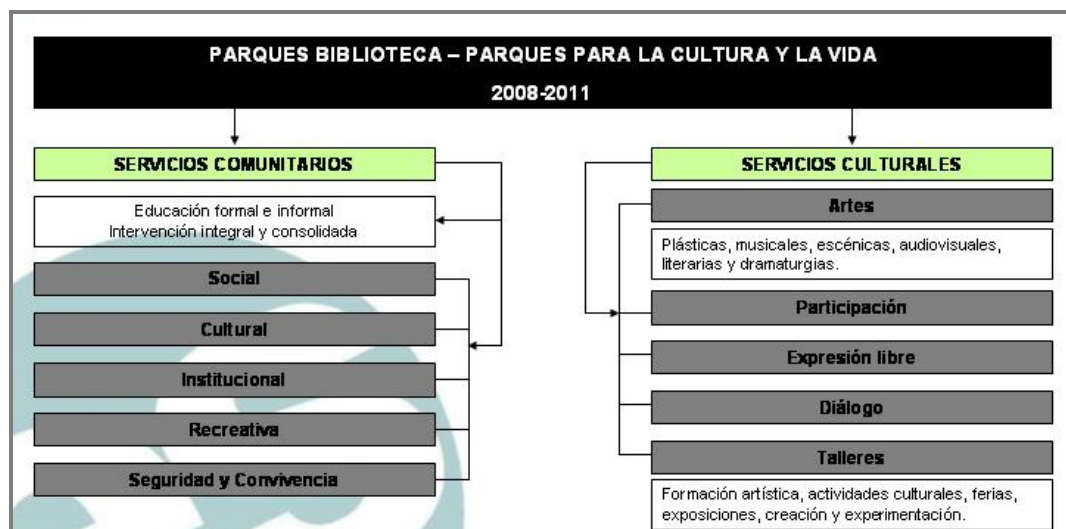 PARQUES BIBLIOTECA – PARQUES PARA LA CULTURA Y LA VIDA
2008-2011
SERVICIOS COMUNITARIOS
Educación formal e informal
Intervención integral y consolidada
Social
Cultural
Institucional
Recreativa
Seguridad y Convivencia
SERVICIOS CULTURALES
Artes
Plásticas, musicales, escénicas, audiovisuales,
literarias y dramaturgias.
Participación
Expresión libre
Diálogo
Talleres
Formación artística, actividades culturales, ferias,
exposiciones, creación y experimentación.